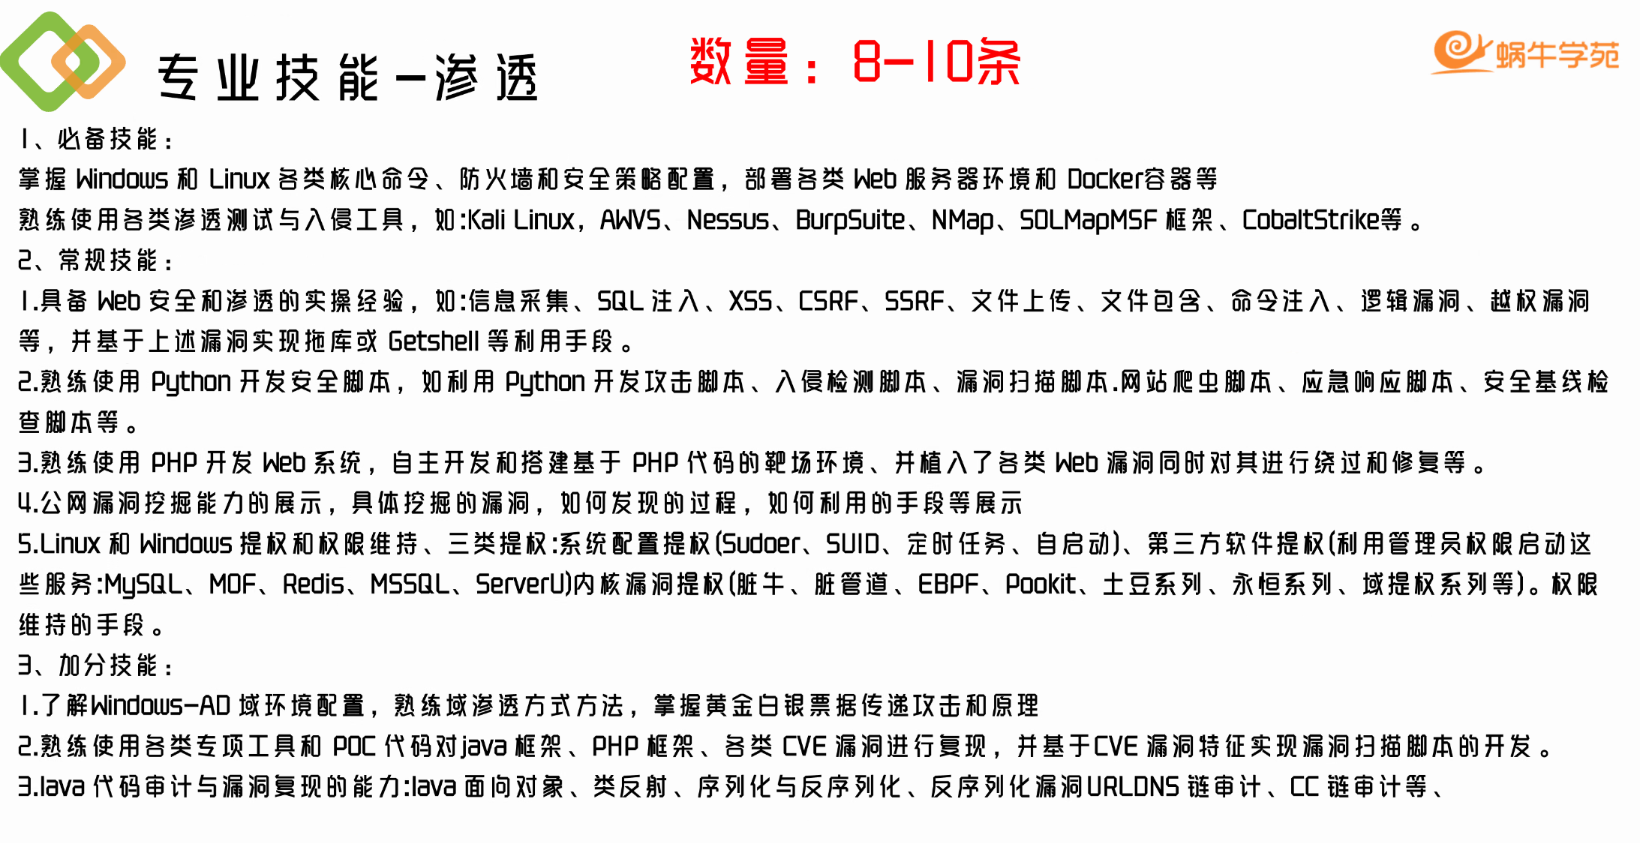 专业技能-渗透
数量：8-10条
蜗牛学苑
1、必备技能：
掌握 Windows 和 Linux 各类核心命令、防火墙和安全策略配置，部署各类 Web 服务器环境和 Docker容器等
熟练使用各类渗透测试与入侵工具，如:Kali Linux，AWVS、Nessus、BurpSuite、NMap、SOLMapMSF 框架、CobaltStrike等。
2、常规技能：
1.具备 Web 安全和渗透的实操经验，如:信息采集、SQL 注入、XSS、CSRF、SSRF、文件上传、文件包含、命令注入、逻辑漏洞、越权漏洞
等，并基于上述漏洞实现拖库或 Getshell 等利用手段。
2.熟练使用 Python 开发安全脚本，如利用 Python 开发攻击脚本、入侵检测脚本、漏洞扫描脚本.网站爬虫脚本、应急响应脚本、安全基线检
查脚本等。
3.熟练使用 PHP 开发 Web 系统，自主开发和搭建基于 PHP 代码的靶场环境、并植入了各类 Web 漏洞同时对其进行绕过和修复等。
4.公网漏洞挖掘能力的展示，具体挖掘的漏洞，如何发现的过程，如何利用的手段等展示
5.Linux 和 Windows 提权和权限维持、三类提权:系统配置提权(Sudoer、SUID、定时任务、自启动)、第三方软件提权(利用管理员权限启动这
些服务:MySQL、MOF、Redis、MSSQL、ServerU)内核漏洞提权(脏牛、脏管道、EBPF、Pookit、土豆系列、永恒系列、域提权系列等)。权限
维持的手段。
3、加分技能：
1.了解Windows-AD 域环境配置，熟练域渗透方式方法，掌握黄金白银票据传递攻击和原理
2.熟练使用各类专项工具和 POC 代码对java 框架、PHP 框架、各类 CVE 漏洞进行复现，并基于CVE 漏洞特征实现漏洞扫描脚本的开发。
3.lava 代码审计与漏洞复现的能力:lava 面向对象、类反射、序列化与反序列化、反序列化漏洞URLDNS 链审计、CC 链审计等、